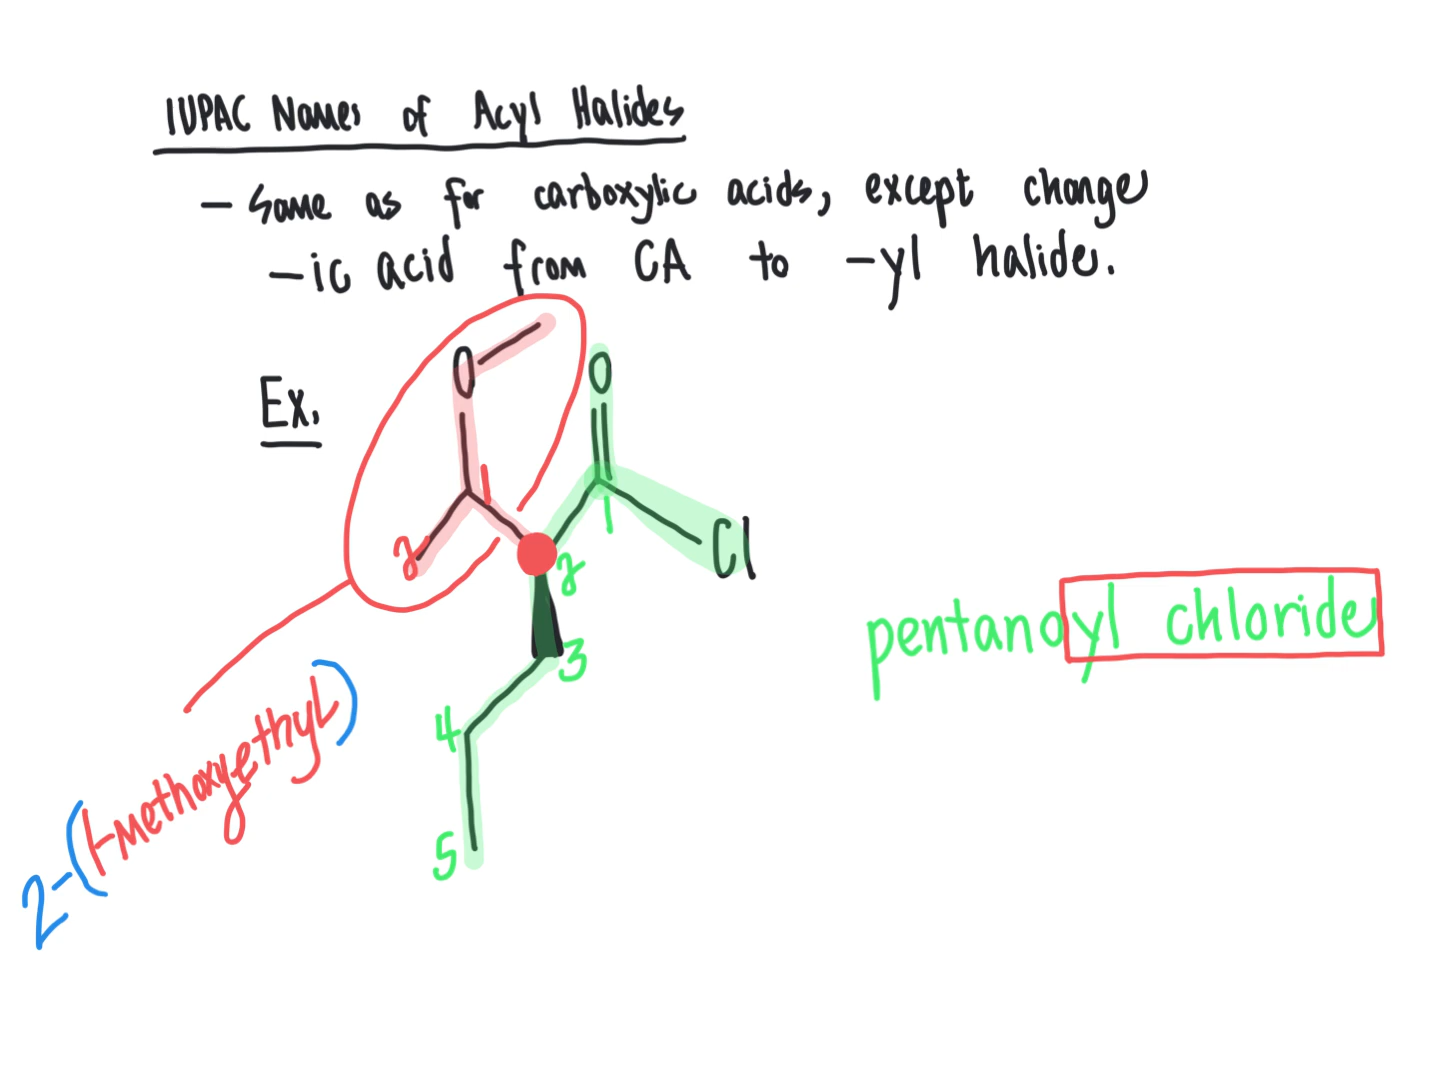 IUPAC Names of Acyl Halides
- same as for carboxylic acids, except change
-ic acid from CA to -yl halide.
Ex.
O
O
1
2
1
Cl
2
3
4
5
pentanoyl chloride
2-(1-methoxyethyl)